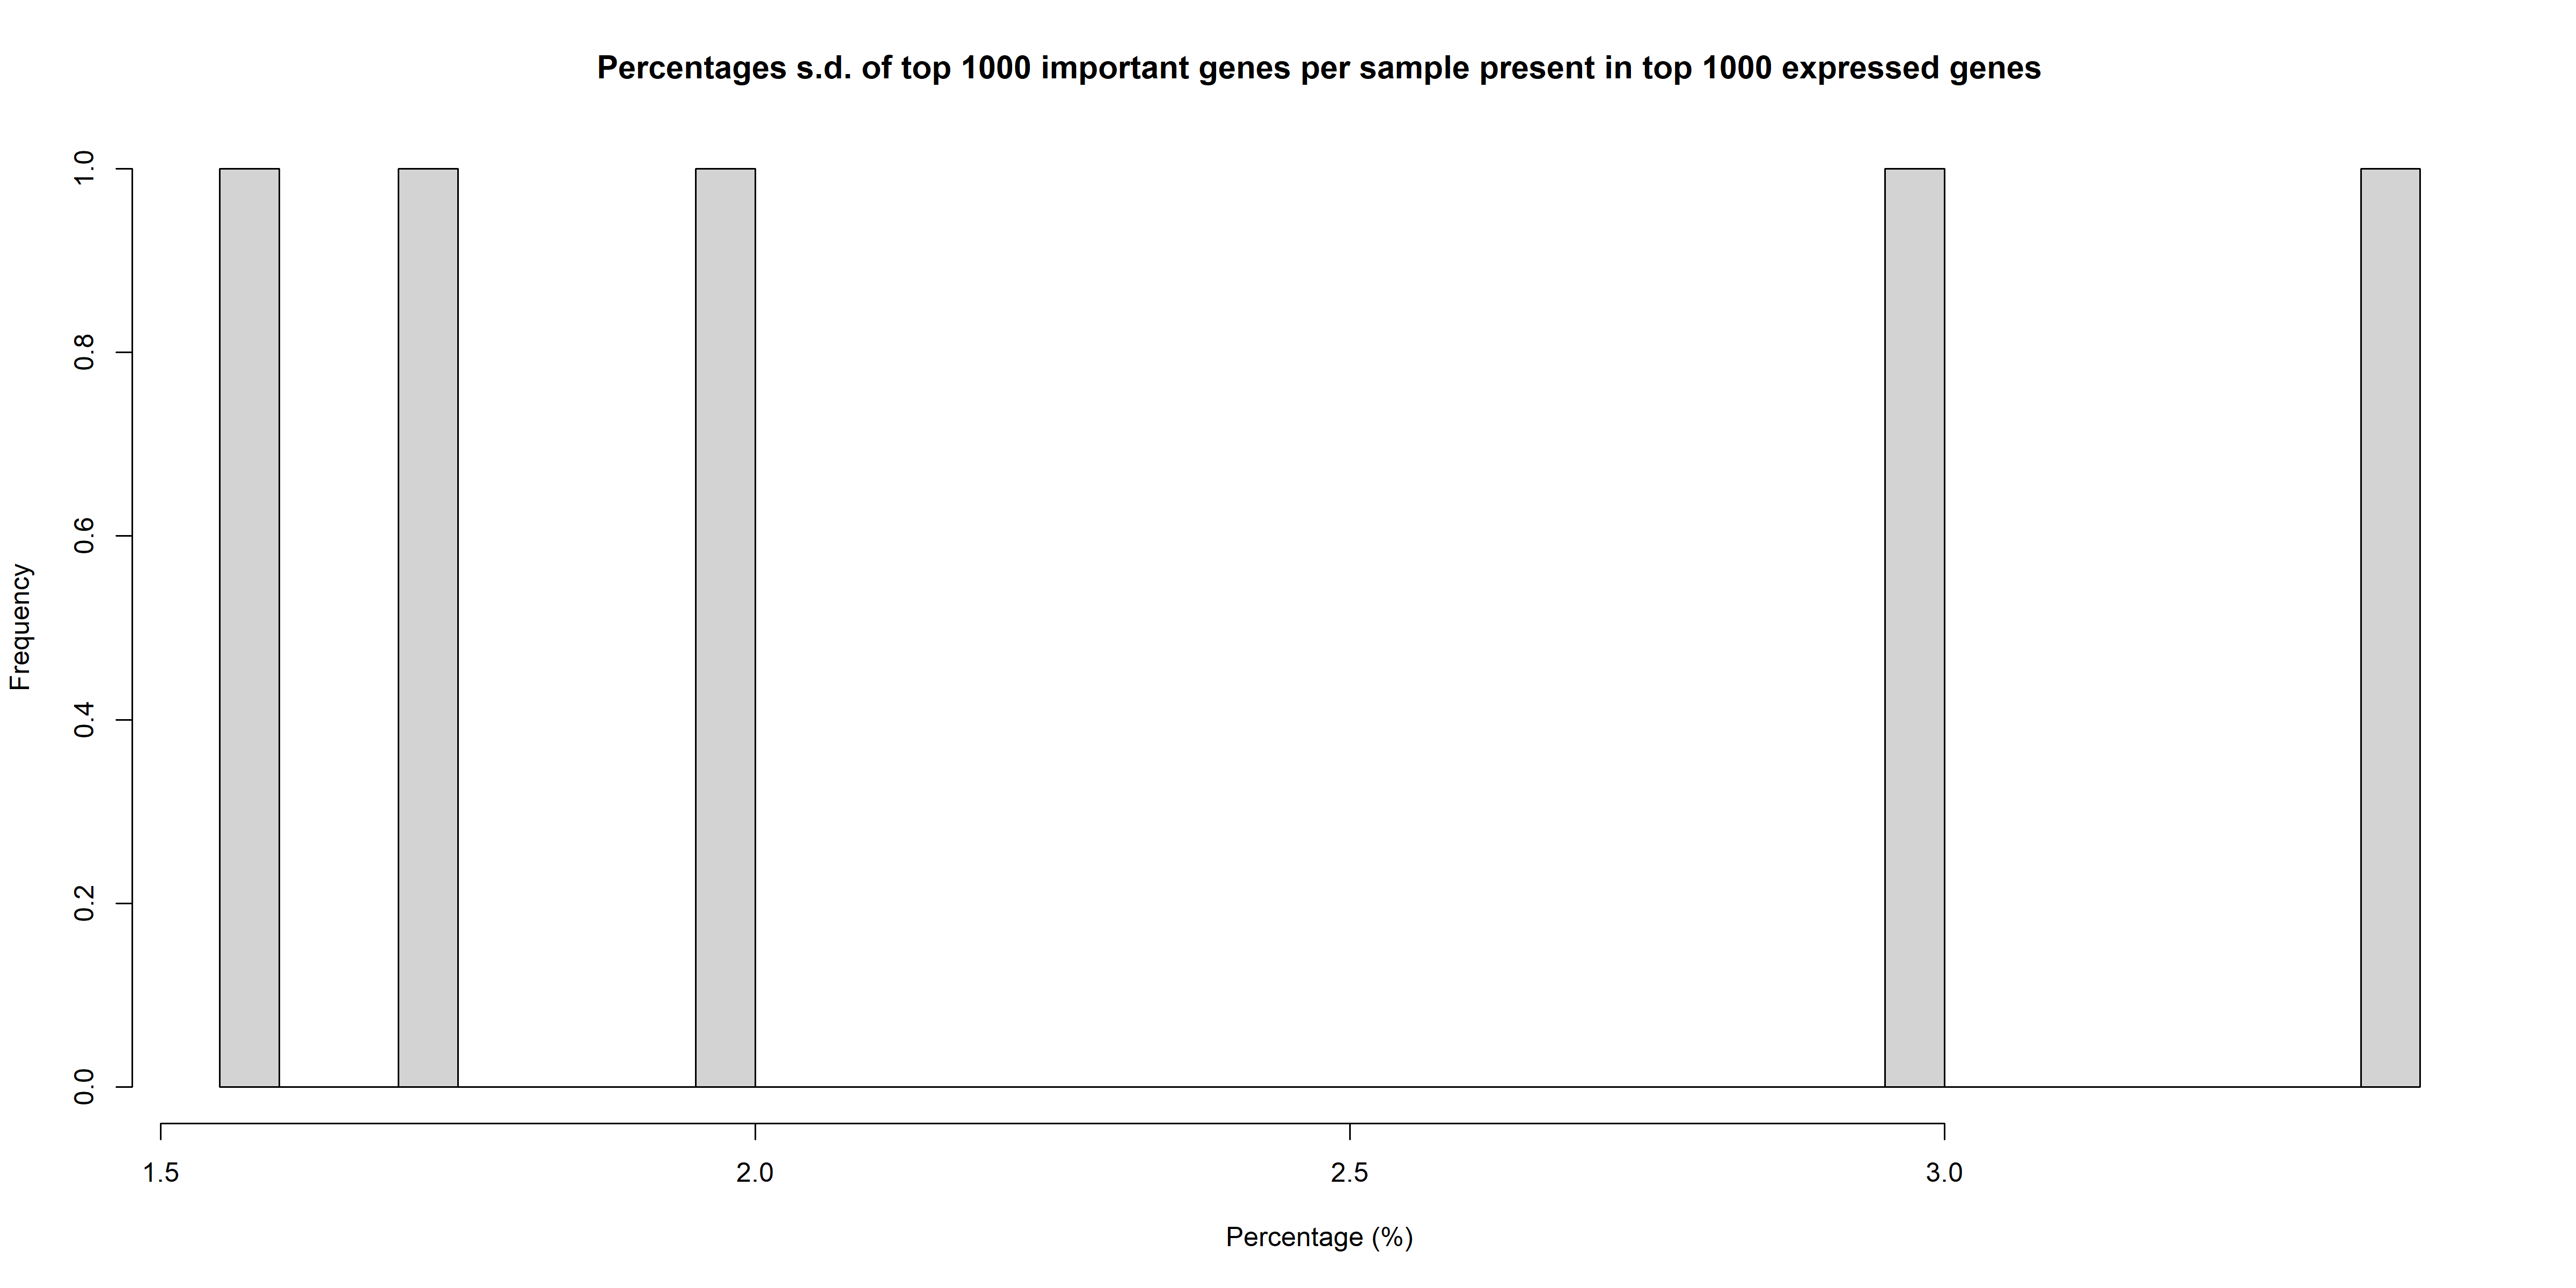 Percentages s.d. of top 1000 important genes per sample present in top 1000 expressed genes
1.0
0.8
0.6
0.4
0.2
0.0
Frequency
1.5 2.0 2.5 3.0
Percentage (%)